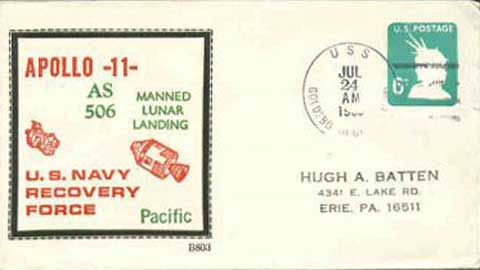 APOLLO -11-
AS
506
MANNED
LUNAR
LANDING
U.S. NAVY
RECOVERY
FORCE
Pacific
B803
USS
JUL
24
AM
U.S. POSTAGE
6¢
HUGH A. BATTEN
4341 E. LAKE RD.
ERIE, PA. 16511